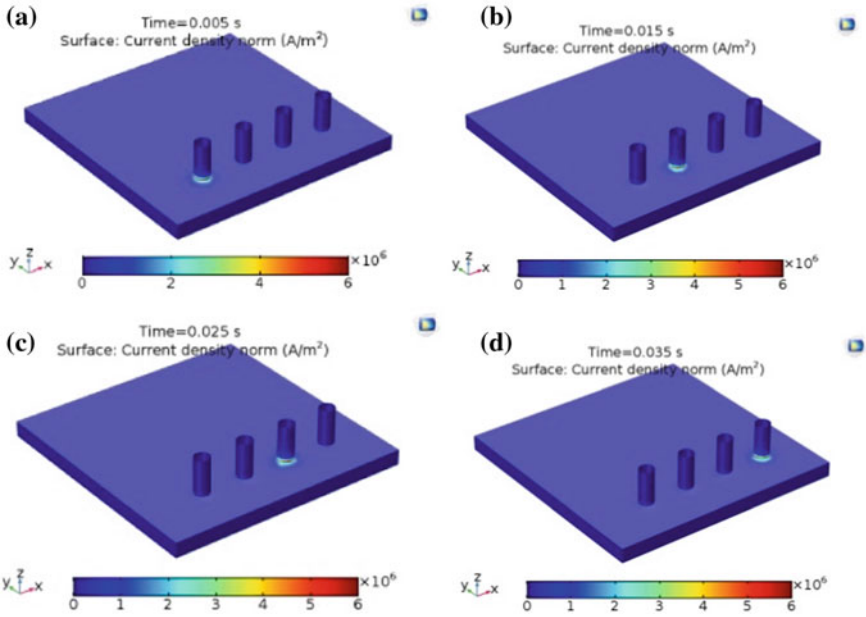 (a)
Time=0.005 s
Surface: Current density norm (A/m²)
y z x
0 2 4 6 ×10⁶
(b)
Time=0.015 s
Surface: Current density norm (A/m²)
y z x
0 1 2 3 4 5 6 ×10⁶
(c)
Time=0.025 s
Surface: Current density norm (A/m²)
y z x
0 1 2 3 4 5 6 ×10⁶
(d)
Time=0.035 s
Surface: Current density norm (A/m²)
y z x
0 1 2 3 4 5 6 ×10⁶